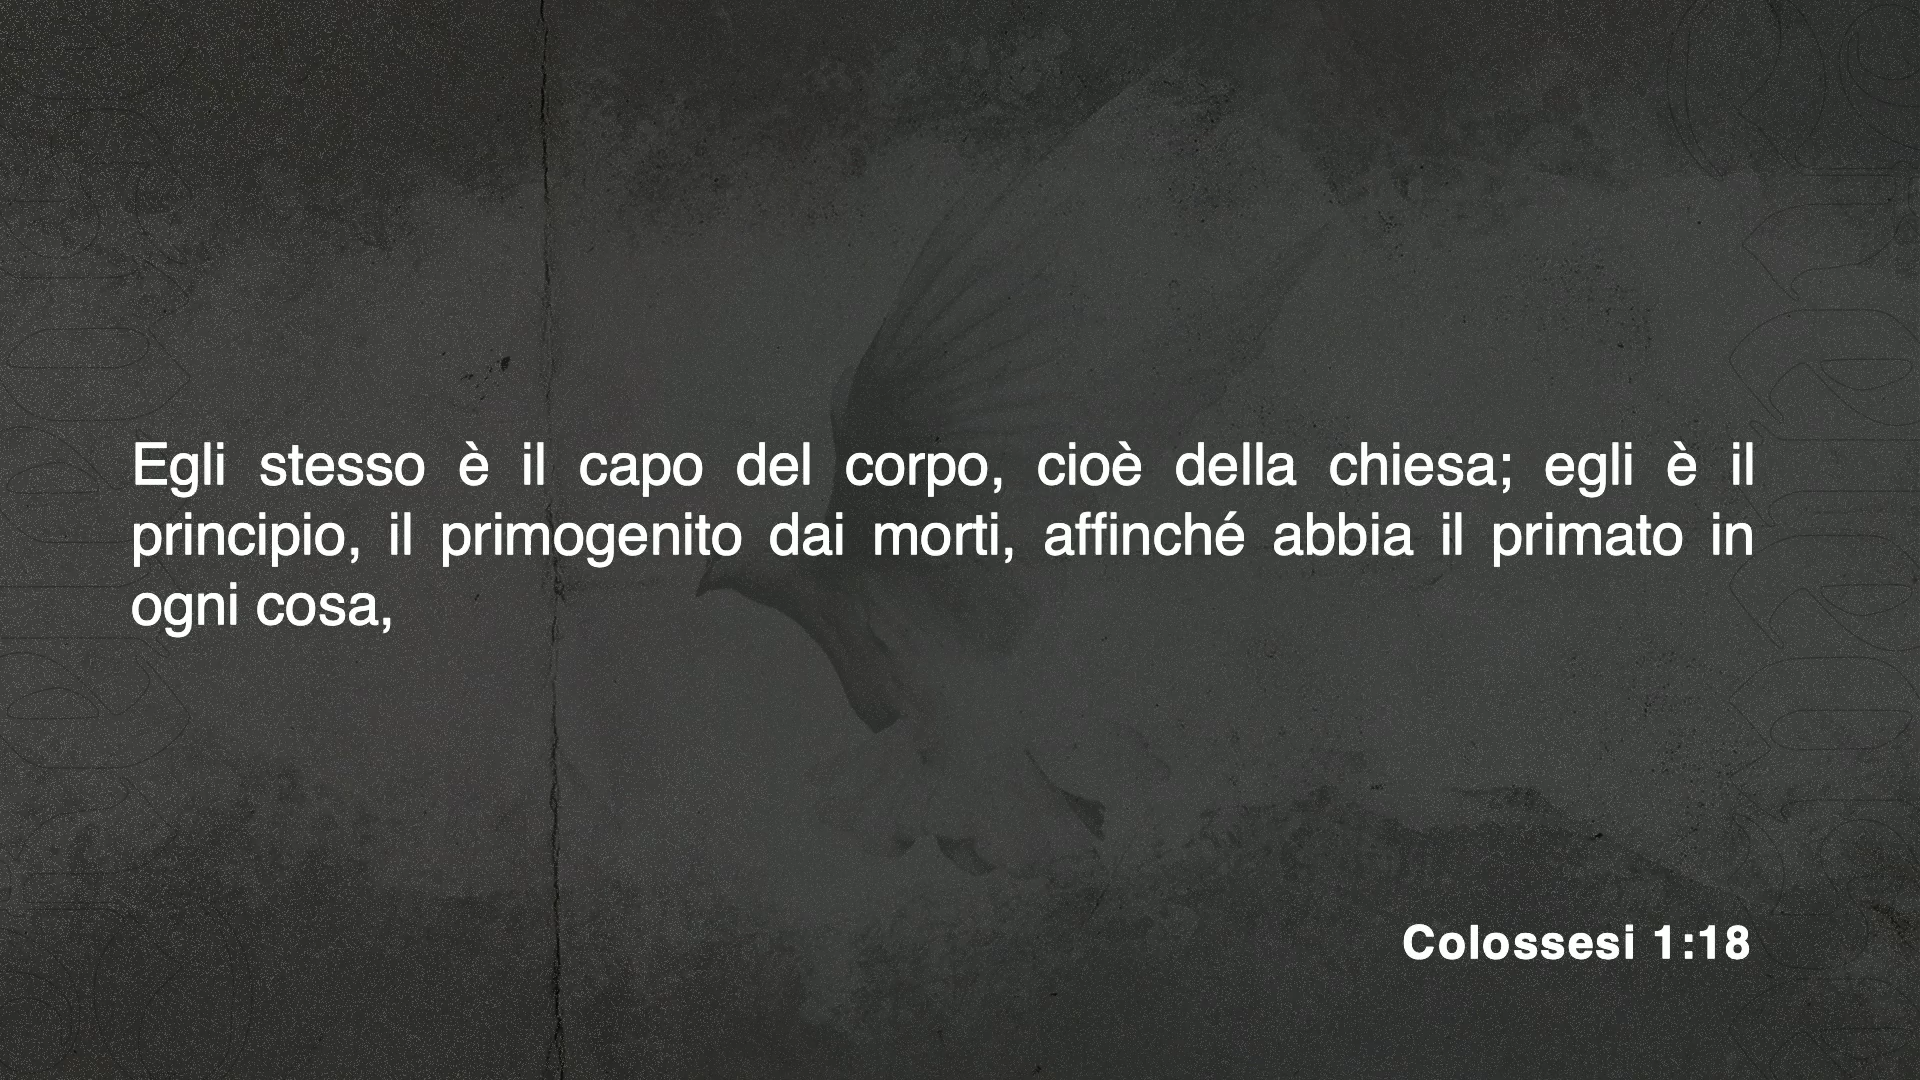 Egli stesso è il capo del corpo, cioè della chiesa; egli è il
principio, il primogenito dai morti, affinché abbia il primato in
ogni cosa,
Colossesi 1:18